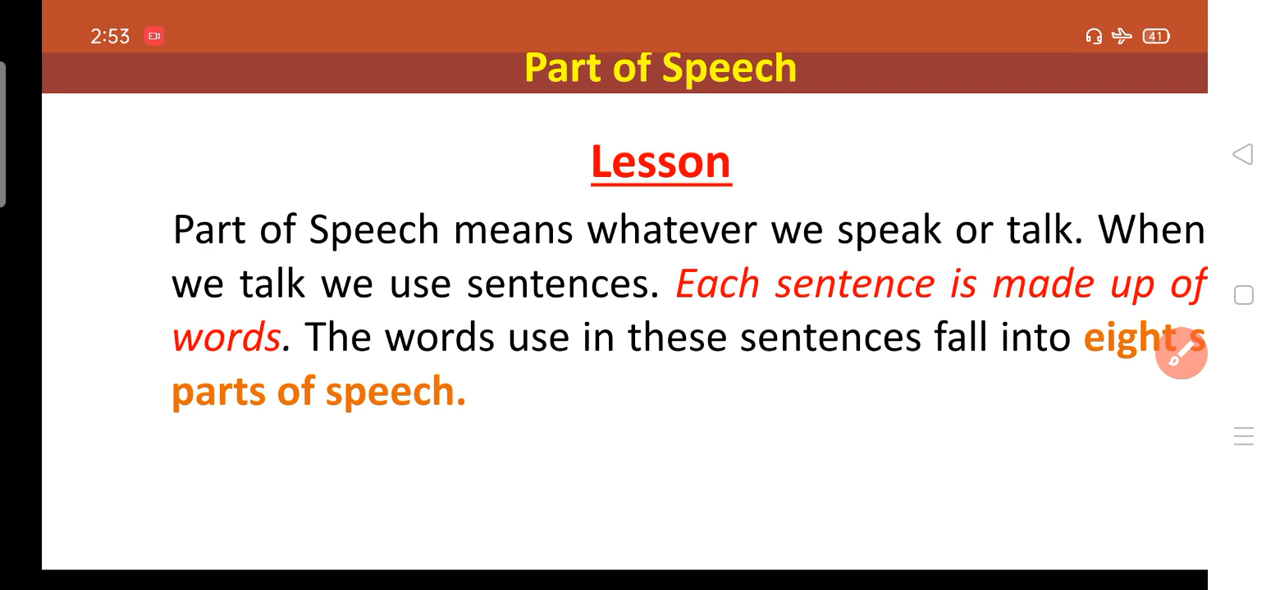 2:53
41
Part of Speech
Lesson
Part of Speech means whatever we speak or talk. When
we talk we use sentences. Each sentence is made up of
words. The words use in these sentences fall into eight s
parts of speech.